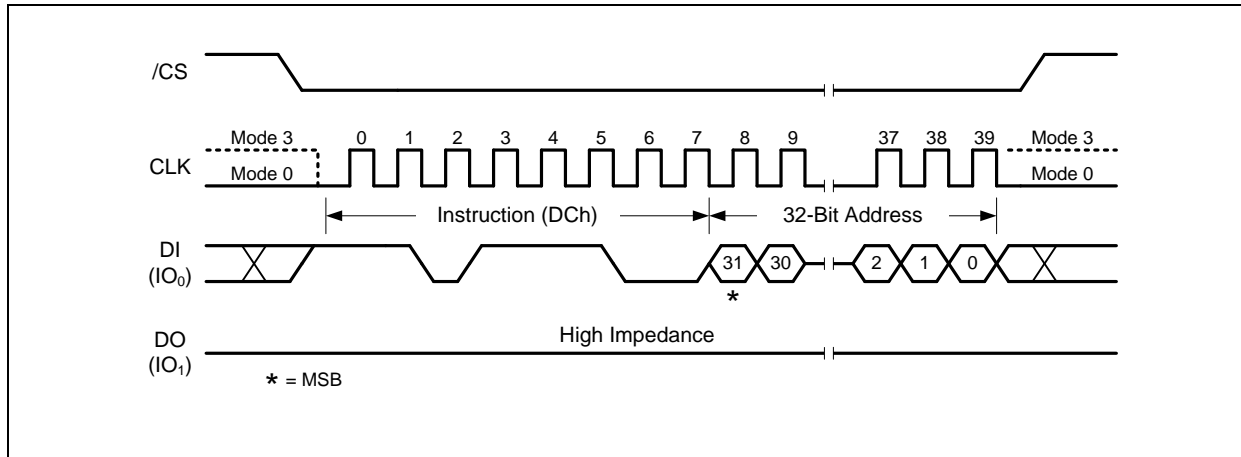 /CS
Mode 3 0 1 2 3 4 5 6 7 8 9 37 38 39 Mode 3
CLK
Mode 0 Mode 0
Instruction (DCh) 32-Bit Address
DI
(IO₀)
31 30 2 1 0
*
High Impedance
DO
(IO₁)
* = MSB